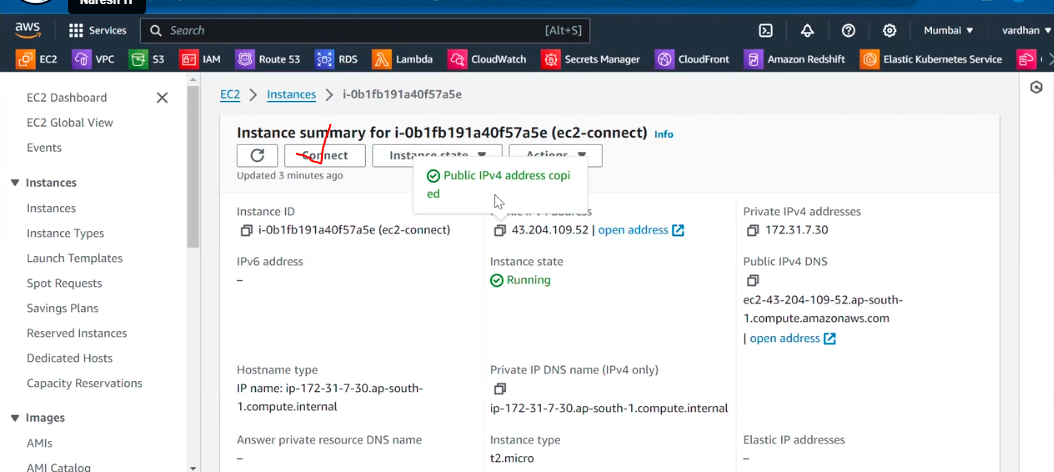 Naresh IT
aws Services Search [Alt+S] Mumbai vardhan
EC2 VPC S3 IAM Route 53 RDS Lambda CloudWatch Secrets Manager CloudFront Amazon Redshift Elastic Kubernetes Service
EC2 Dashboard
EC2 Global View
Events
Instances
Instances
Instance Types
Launch Templates
Spot Requests
Savings Plans
Reserved Instances
Dedicated Hosts
Capacity Reservations
Images
AMIs
AMI Catalog
EC2 > Instances > i-0b1fb191a40f57a5e
Instance summary for i-0b1fb191a40f57a5e (ec2-connect) Info
Connect Instance state Actions
Updated 3 minutes ago
Public IPv4 address copi
ed
Instance ID
i-0b1fb191a40f57a5e (ec2-connect)
Public IPv4 address
43.204.109.52 | open address
Private IPv4 addresses
172.31.7.30
IPv6 address
–
Instance state
Running
Public IPv4 DNS
ec2-43-204-109-52.ap-south-
1.compute.amazonaws.com
| open address
Hostname type
IP name: ip-172-31-7-30.ap-south-
1.compute.internal
Private IP DNS name (IPv4 only)
ip-172-31-7-30.ap-south-1.compute.internal
Answer private resource DNS name
–
Instance type
t2.micro
Elastic IP addresses
–